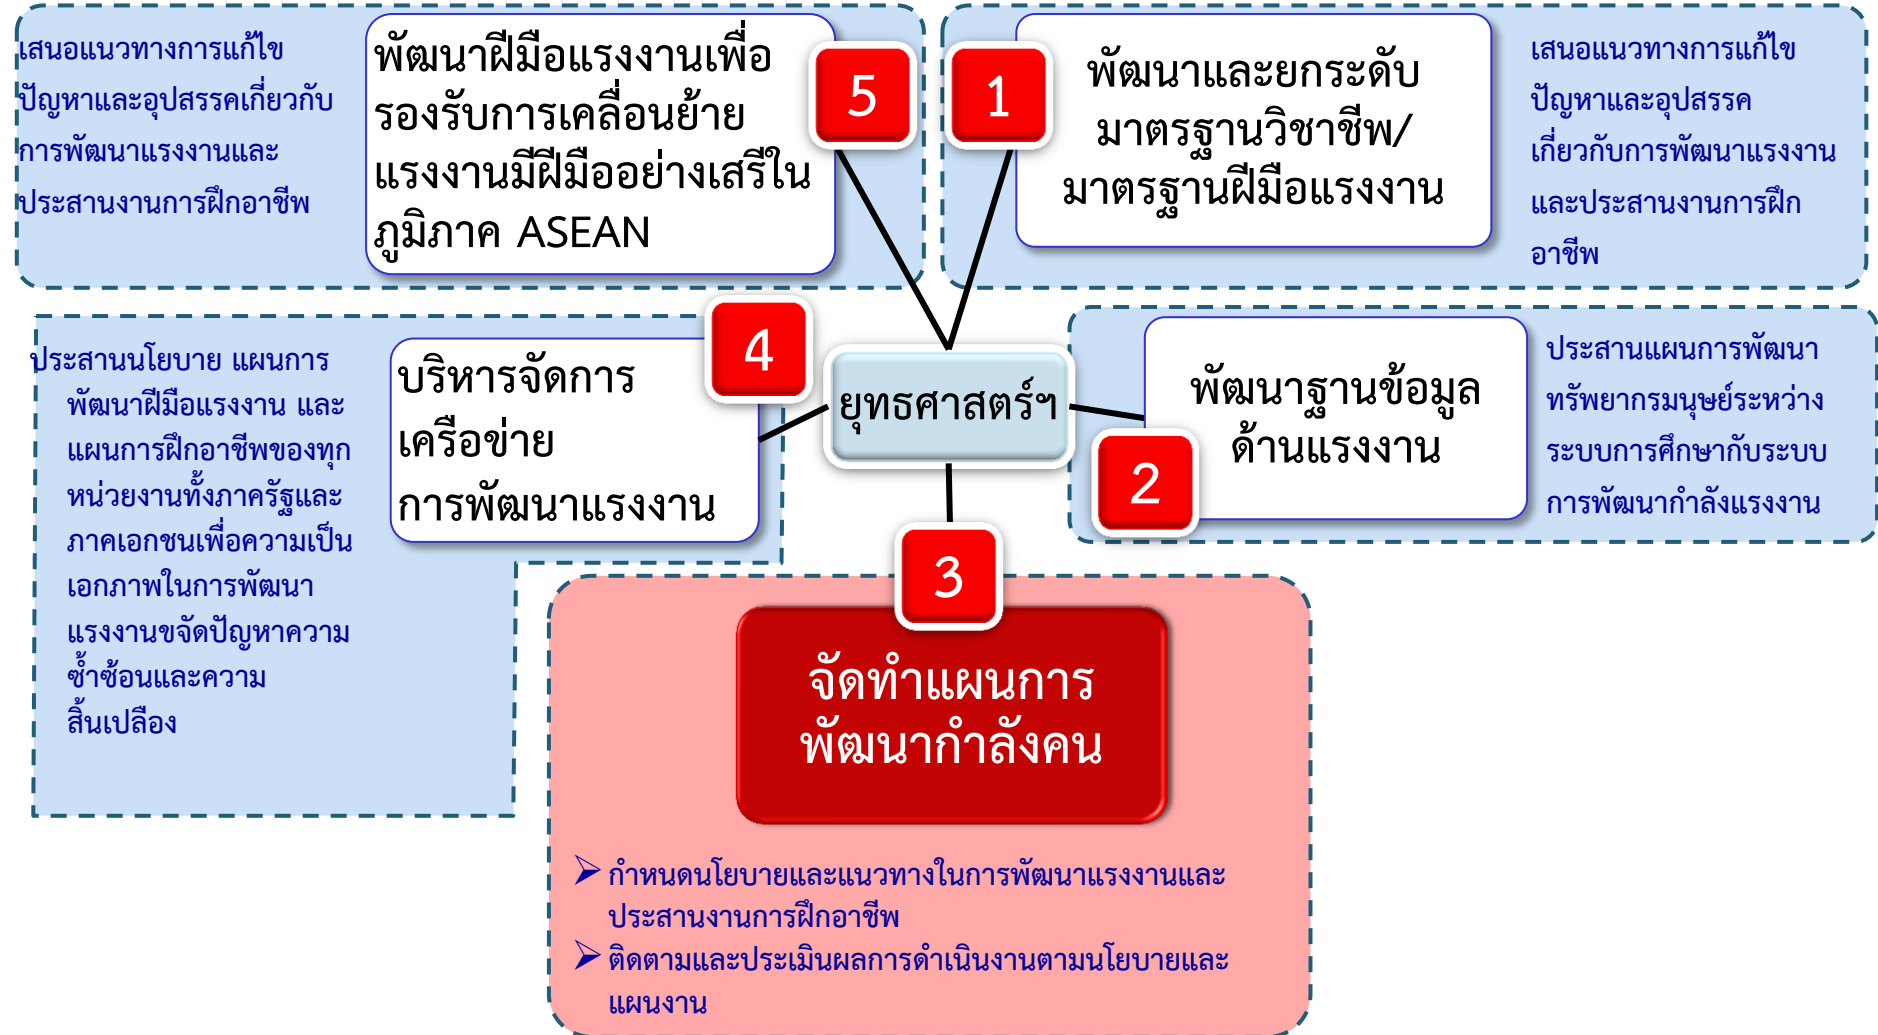 เสนอแนวทางการแก้ไข
ปัญหาและอุปสรรคเกี่ยวกับ
การพัฒนาแรงงานและ
ประสานงานการฝึกอาชีพ
พัฒนาฝีมือแรงงานเพื่อ
รองรับการเคลื่อนย้าย
แรงงานมีฝีมืออย่างเสรีใน
ภูมิภาค ASEAN
5
1
พัฒนาและยกระดับ
มาตรฐานวิชาชีพ/
มาตรฐานฝีมือแรงงาน
เสนอแนวทางการแก้ไข
ปัญหาและอุปสรรค
เกี่ยวกับการพัฒนาแรงงาน
และประสานงานการฝึก
อาชีพ
ประสานนโยบาย แผนการ
พัฒนาฝีมือแรงงาน และ
แผนการฝึกอาชีพของทุก
หน่วยงานทั้งภาครัฐและ
ภาคเอกชนเพื่อความเป็น
เอกภาพในการพัฒนา
แรงงานขจัดปัญหาความ
ซ้ำซ้อนและความ
สิ้นเปลือง
บริหารจัดการ
เครือข่าย
การพัฒนาแรงงาน
4
ยุทธศาสตร์ฯ
2
พัฒนาฐานข้อมูล
ด้านแรงงาน
ประสานแผนการพัฒนา
ทรัพยากรมนุษย์ระหว่าง
ระบบการศึกษากับระบบ
การพัฒนากำลังแรงงาน
3
จัดทำแผนการ
พัฒนากำลังคน
➢ กำหนดนโยบายและแนวทางในการพัฒนาแรงงานและ
ประสานงานการฝึกอาชีพ
➢ ติดตามและประเมินผลการดำเนินงานตามนโยบายและ
แผนงาน